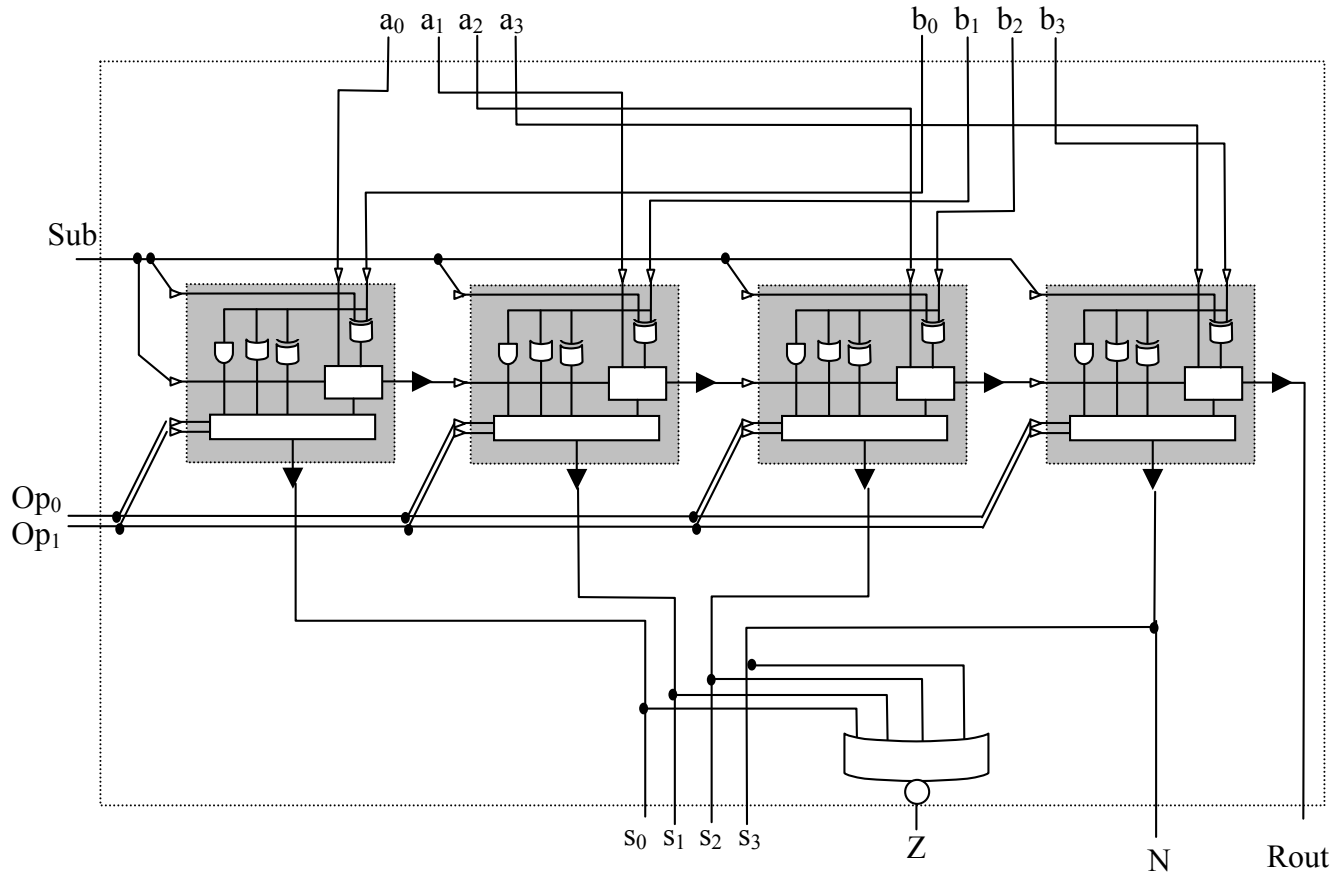 a₀ a₁ a₂ a₃ b₀ b₁ b₂ b₃
Sub
Op₀
Op₁
s₀ s₁ s₂ s₃ Z N Rout